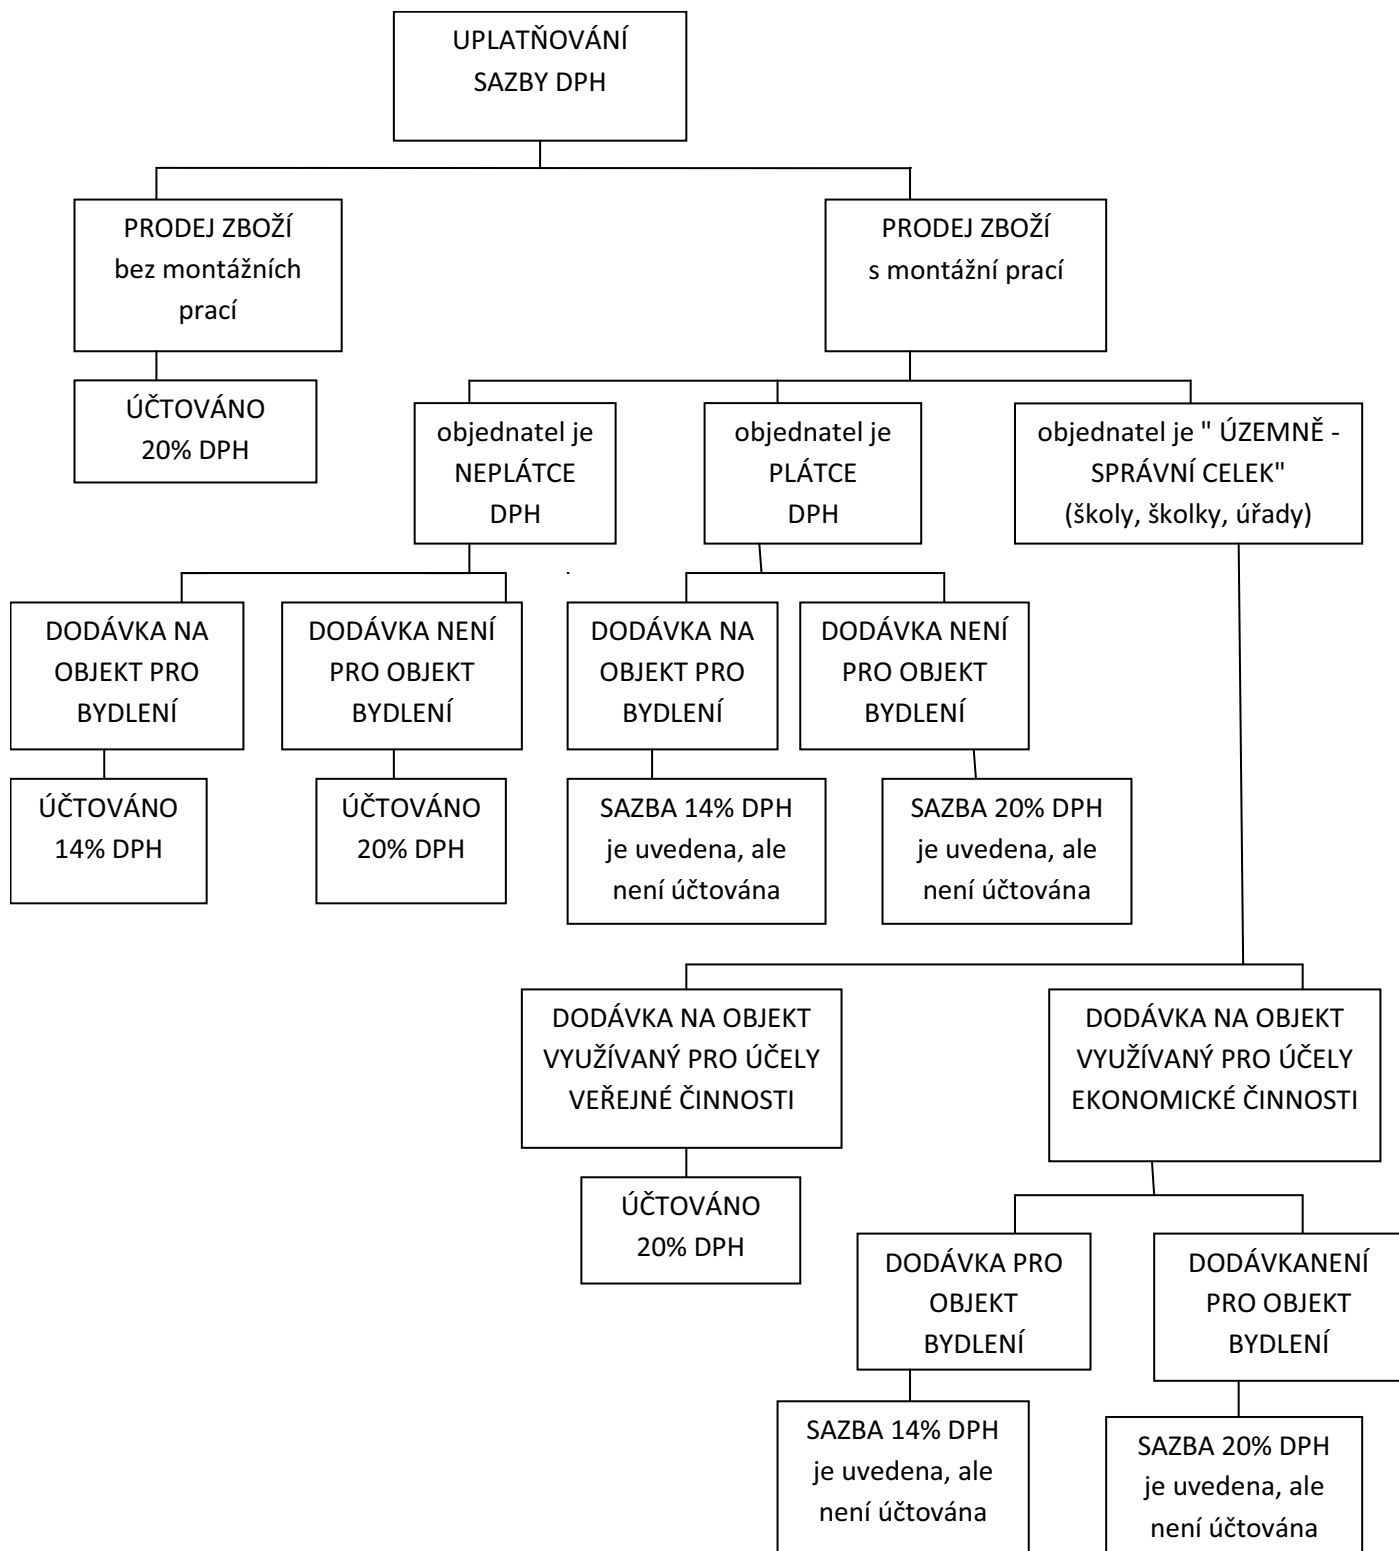 UPLATŇOVÁNÍ
SAZBY DPH
PRODEJ ZBOŽÍ
bez montážních
prací
PRODEJ ZBOŽÍ
s montážní prací
ÚČTOVÁNO
20% DPH
objednatel je
NEPLÁTCE
DPH
objednatel je
PLÁTCE
DPH
objednatel je " ÚZEMNĚ -
SPRÁVNÍ CELEK"
(školy, školky, úřady)
DODÁVKA NA
OBJEKT PRO
BYDLENÍ
DODÁVKA NENÍ
PRO OBJEKT
BYDLENÍ
DODÁVKA NA
OBJEKT PRO
BYDLENÍ
DODÁVKA NENÍ
PRO OBJEKT
BYDLENÍ
ÚČTOVÁNO
14% DPH
ÚČTOVÁNO
20% DPH
SAZBA 14% DPH
je uvedena, ale
není účtována
SAZBA 20% DPH
je uvedena, ale
není účtována
DODÁVKA NA OBJEKT
VYUŽÍVANÝ PRO ÚČELY
VEŘEJNÉ ČINNOSTI
DODÁVKA NA OBJEKT
VYUŽÍVANÝ PRO ÚČELY
EKONOMICKÉ ČINNOSTI
ÚČTOVÁNO
20% DPH
DODÁVKA PRO
OBJEKT
BYDLENÍ
DODÁVKANENÍ
PRO OBJEKT
BYDLENÍ
SAZBA 14% DPH
je uvedena, ale
není účtována
SAZBA 20% DPH
je uvedena, ale
není účtována